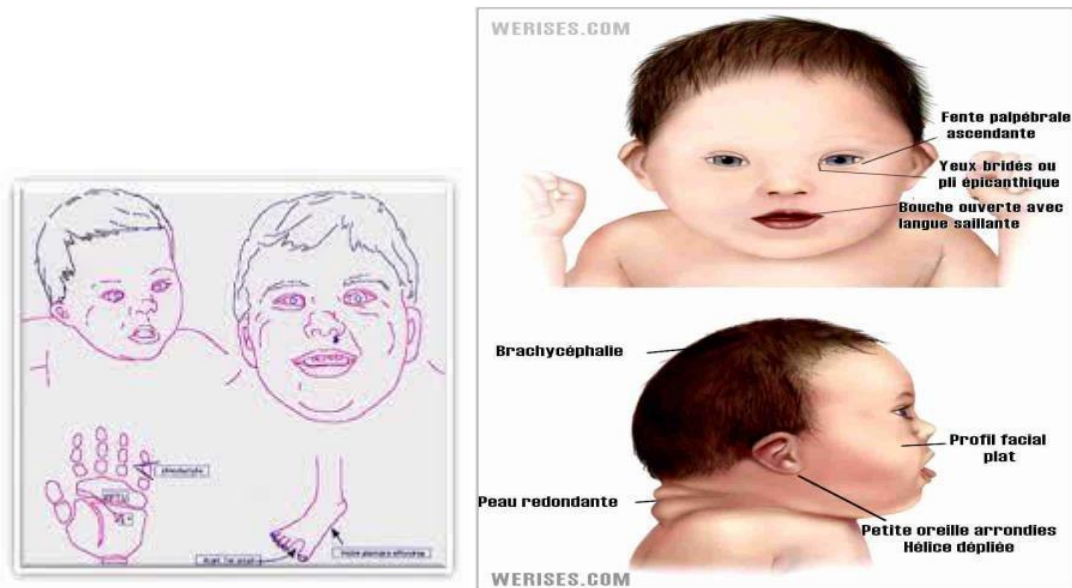 WERISES.COM
Fente palpébrale
ascendante
Yeux bridés ou
pli épicanthique
Bouche ouverte avec
langue saillante
Brachycéphalie
Profil facial
plat
Peau redondante
Petite oreille arrondies
Hélice dépliée
WERISES.COM